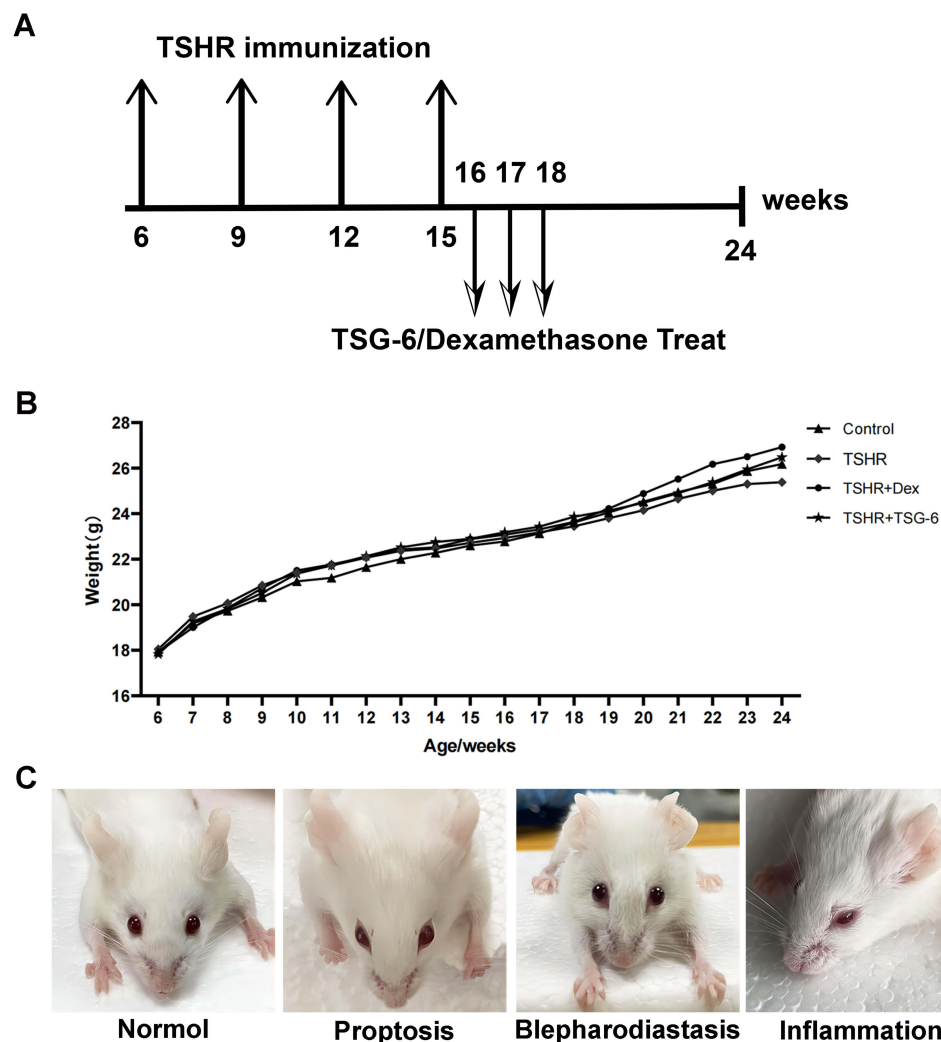 A
TSHR immunization
16 17 18
weeks
6 9 12 15 24
TSG-6/Dexamethasone Treat
B
Weight(g)
28
26
24
22
20
18
16
6 7 8 9 10 11 12 13 14 15 16 17 18 19 20 21 22 23 24
Age/weeks
Control
TSHR
TSHR+Dex
TSHR+TSG-6
C
Normol Proptosis Blepharodiastasis Inflammation